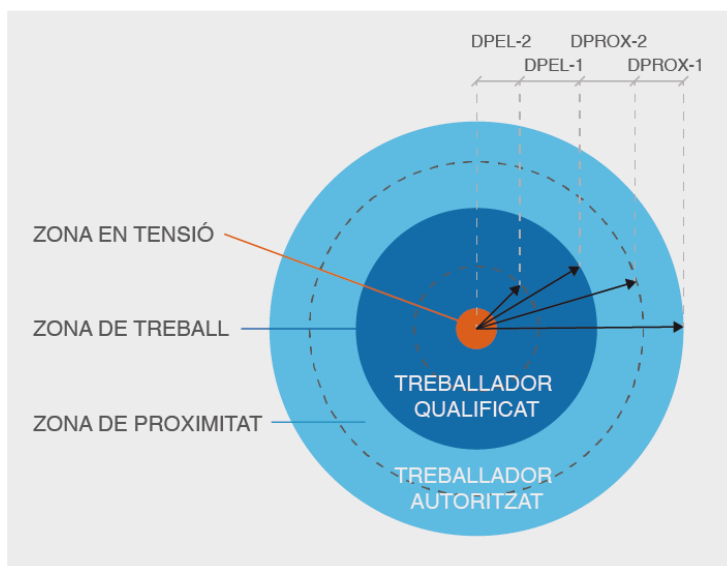 DPEL-2
DPROX-2
DPEL-1
DPROX-1
ZONA EN TENSIÓ
ZONA DE TREBALL
ZONA DE PROXIMITAT
TREBALLADOR
QUALIFICAT
TREBALLADOR
AUTORITZAT